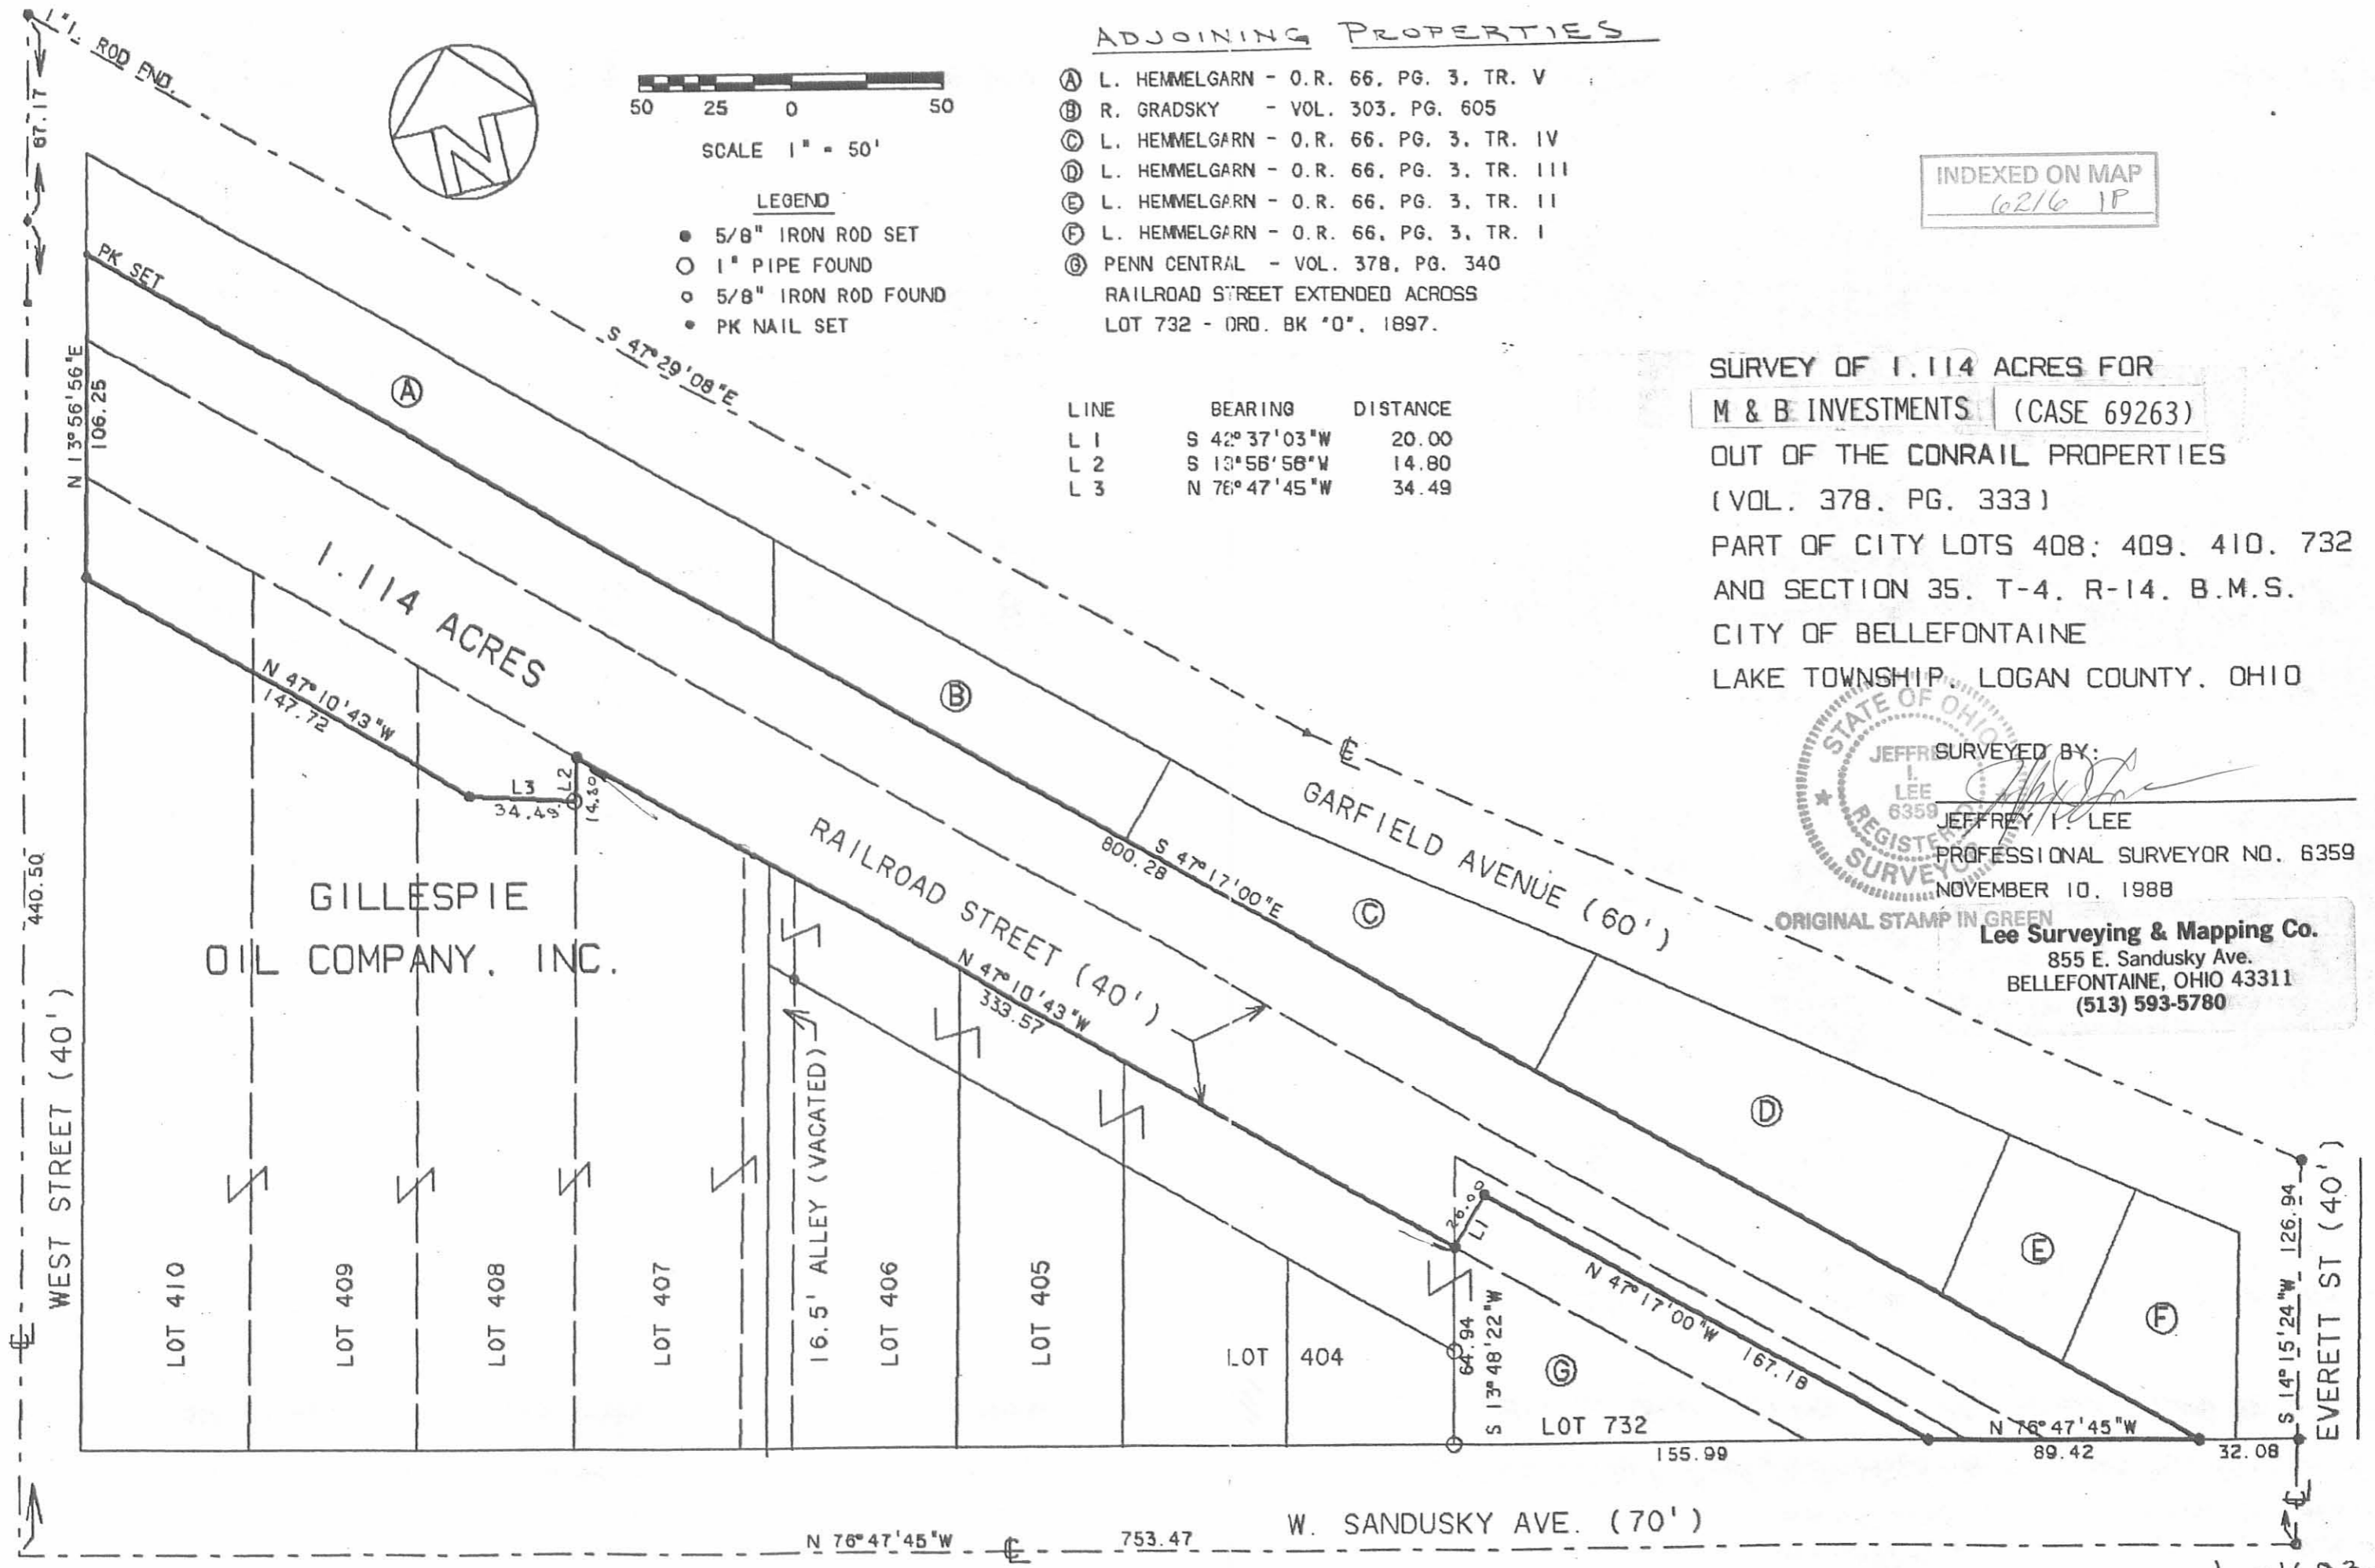 ADJOINING PROPERTIES
Ⓐ L. HEMMELGARN - O.R. 66, PG. 3, TR. V
Ⓑ R. GRADSKY - VOL. 303, PG. 605
Ⓒ L. HEMMELGARN - O.R. 66, PG. 3, TR. IV
Ⓓ L. HEMMELGARN - O.R. 66, PG. 3, TR. III
Ⓔ L. HEMMELGARN - O.R. 66, PG. 3, TR. II
Ⓕ L. HEMMELGARN - O.R. 66, PG. 3, TR. I
Ⓖ PENN CENTRAL - VOL. 378, PG. 340
RAILROAD STREET EXTENDED ACROSS
LOT 732 - ORD. BK "O", 1897.
1" I. ROD FND.
67.17
N
50 25 0 50
SCALE 1" = 50'
LEGEND
● 5/8" IRON ROD SET
○ 1" PIPE FOUND
○ 5/8" IRON ROD FOUND
● PK NAIL SET
INDEXED ON MAP
6216 1P
LINE BEARING DISTANCE
L 1 S 42°37'03"W 20.00
L 2 S 13°56'56"W 14.80
L 3 N 76°47'45"W 34.49
SURVEY OF 1.114 ACRES FOR
M & B INVESTMENTS (CASE 69263)
OUT OF THE CONRAIL PROPERTIES
(VOL. 378, PG. 333)
PART OF CITY LOTS 408; 409, 410, 732
AND SECTION 35, T-4, R-14, B.M.S.
CITY OF BELLEFONTAINE
LAKE TOWNSHIP, LOGAN COUNTY, OHIO
STATE OF OHIO
JEFFREY
I.
LEE
6359
REGISTERED
SURVEYOR
SURVEYED BY:
JEFFREY I. LEE
PROFESSIONAL SURVEYOR NO. 6359
NOVEMBER 10, 1988
ORIGINAL STAMP IN GREEN
Lee Surveying & Mapping Co.
855 E. Sandusky Ave.
BELLEFONTAINE, OHIO 43311
(513) 593-5780
PK SET
S 47°29'08"E
N 13°56'56"E
106.25
Ⓐ
1.114 ACRES
N 47°10'43"W
147.72
L3
34.49
L2
14.80
Ⓑ
℄
GARFIELD AVENUE (60')
S 47°17'00"E
800.28
RAILROAD STREET (40')
N 47°10'43"W
333.57
Ⓒ
Ⓓ
Ⓔ
Ⓕ
Ⓖ
GILLESPIE
OIL COMPANY, INC.
440.50
WEST STREET (40')
℄
LOT 410
LOT 409
LOT 408
LOT 407
16.5' ALLEY (VACATED)
LOT 406
LOT 405
LOT 404
L1
64.94
S 13°48'22"W
N 47°17'00"W 167.18
LOT 732
155.99
N 76°47'45"W
89.42
32.08
S 14°15'24"W 126.94
EVERETT ST (40')
℄
W. SANDUSKY AVE. (70')
N 76°47'45"W ℄ 753.47